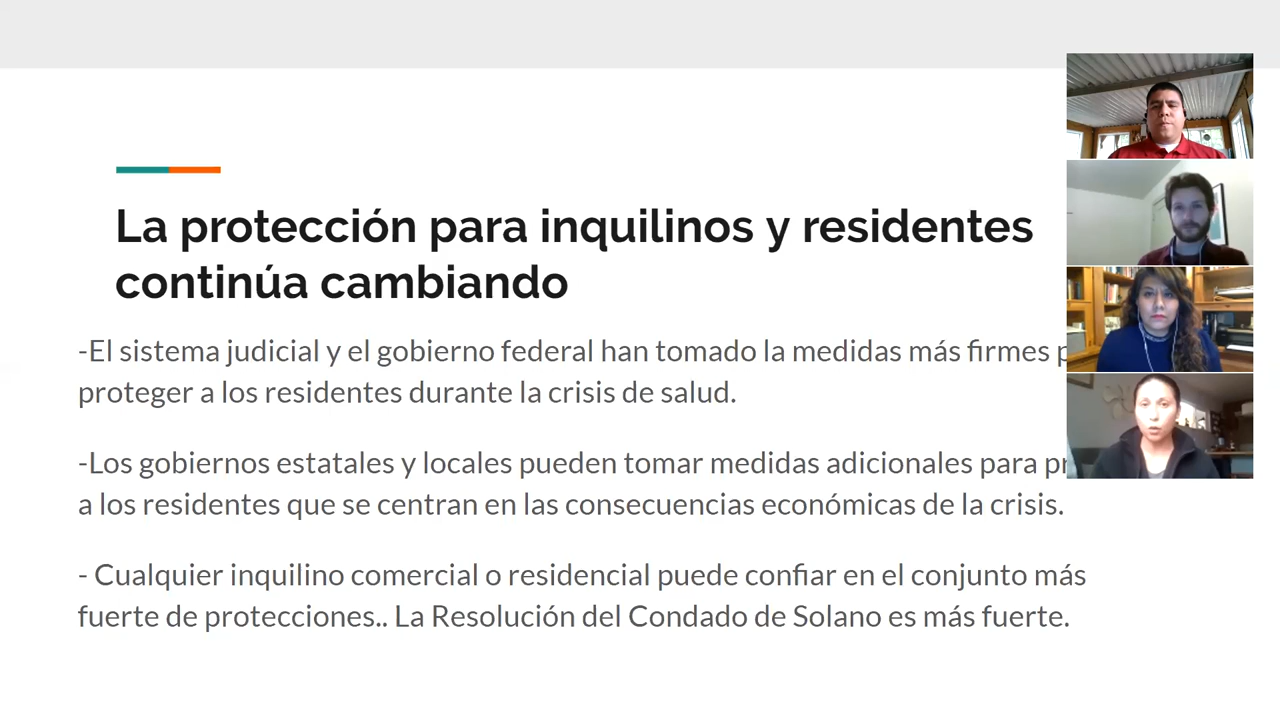 La protección para inquilinos y residentes
continúa cambiando
-El sistema judicial y el gobierno federal han tomado la medidas más firmes
proteger a los residentes durante la crisis de salud.
-Los gobiernos estatales y locales pueden tomar medidas adicionales para
a los residentes que se centran en las consecuencias económicas de la crisis.
- Cualquier inquilino comercial o residencial puede confiar en el conjunto más
fuerte de protecciones.. La Resolución del Condado de Solano es más fuerte.